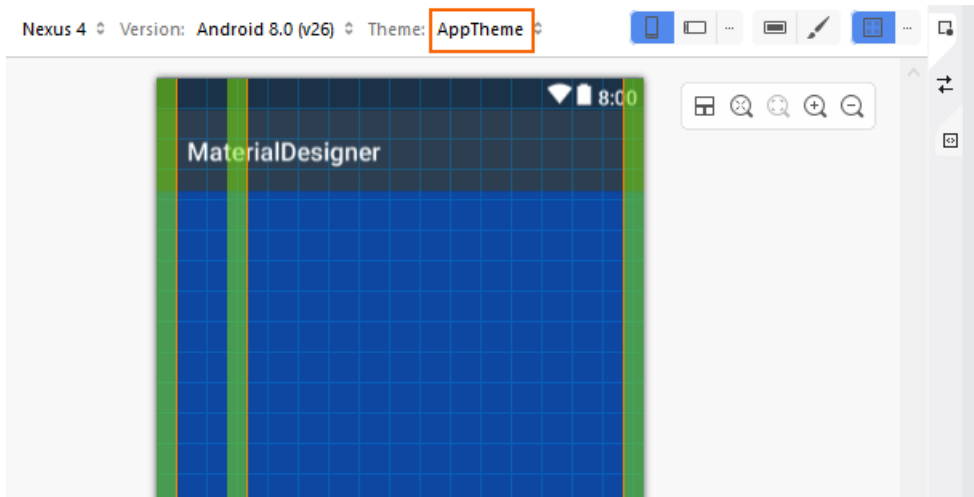 Nexus 4 Version: Android 8.0 (v26) Theme: AppTheme
8:00
MaterialDesigner